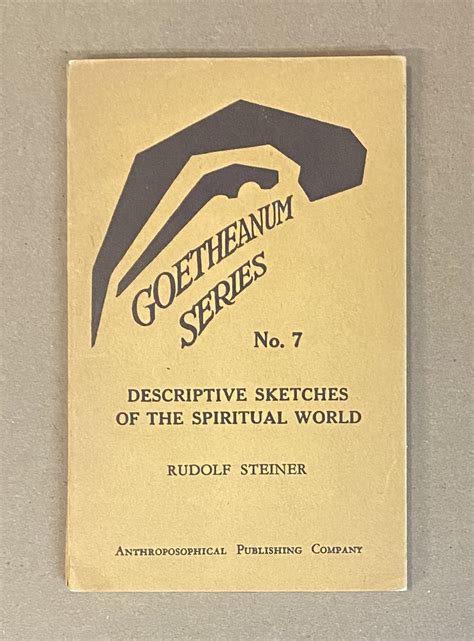 GOETHEANUM
SERIES
No. 7
DESCRIPTIVE SKETCHES
OF THE SPIRITUAL WORLD
RUDOLF STEINER
ANTHROPOSOPHICAL PUBLISHING COMPANY